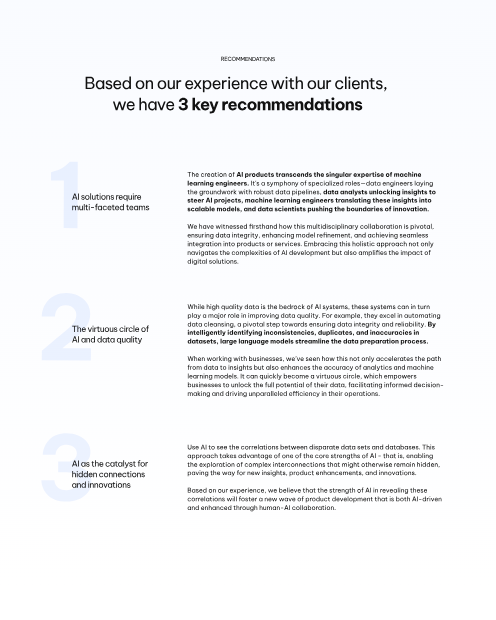 RECOMMENDATIONS
Based on our experience with our clients,
we have 3 key recommendations
1
AI solutions require
multi-faceted teams
The creation of AI products transcends the singular expertise of machine
learning engineers. It's a symphony of specialized roles—data engineers laying
the groundwork with robust data pipelines, data analysts unlocking insights to
steer AI projects, machine learning engineers translating these insights into
scalable models, and data scientists pushing the boundaries of innovation.
We have witnessed firsthand how this multidisciplinary collaboration is pivotal,
ensuring data integrity, enhancing model refinement, and achieving seamless
integration into products or services. Embracing this holistic approach not only
navigates the complexities of AI development but also amplifies the impact of
digital solutions.
2
The virtuous circle of
AI and data quality
While high quality data is the bedrock of AI systems, these systems can in turn
play a major role in improving data quality. For example, they excel in automating
data cleansing, a pivotal step towards ensuring data integrity and reliability. By
intelligently identifying inconsistencies, duplicates, and inaccuracies in
datasets, large language models streamline the data preparation process.
When working with businesses, we've seen how this not only accelerates the path
from data to insights but also enhances the accuracy of analytics and machine
learning models. It can quickly become a virtuous circle, which empowers
businesses to unlock the full potential of their data, facilitating informed decision-
making and driving unparalleled efficiency in their operations.
3
AI as the catalyst for
hidden connections
and innovations
Use AI to see the correlations between disparate data sets and databases. This
approach takes advantage of one of the core strengths of AI – that is, enabling
the exploration of complex interconnections that might otherwise remain hidden,
paving the way for new insights, product enhancements, and innovations.
Based on our experience, we believe that the strength of AI in revealing these
correlations will foster a new wave of product development that is both AI-driven
and enhanced through human-AI collaboration.